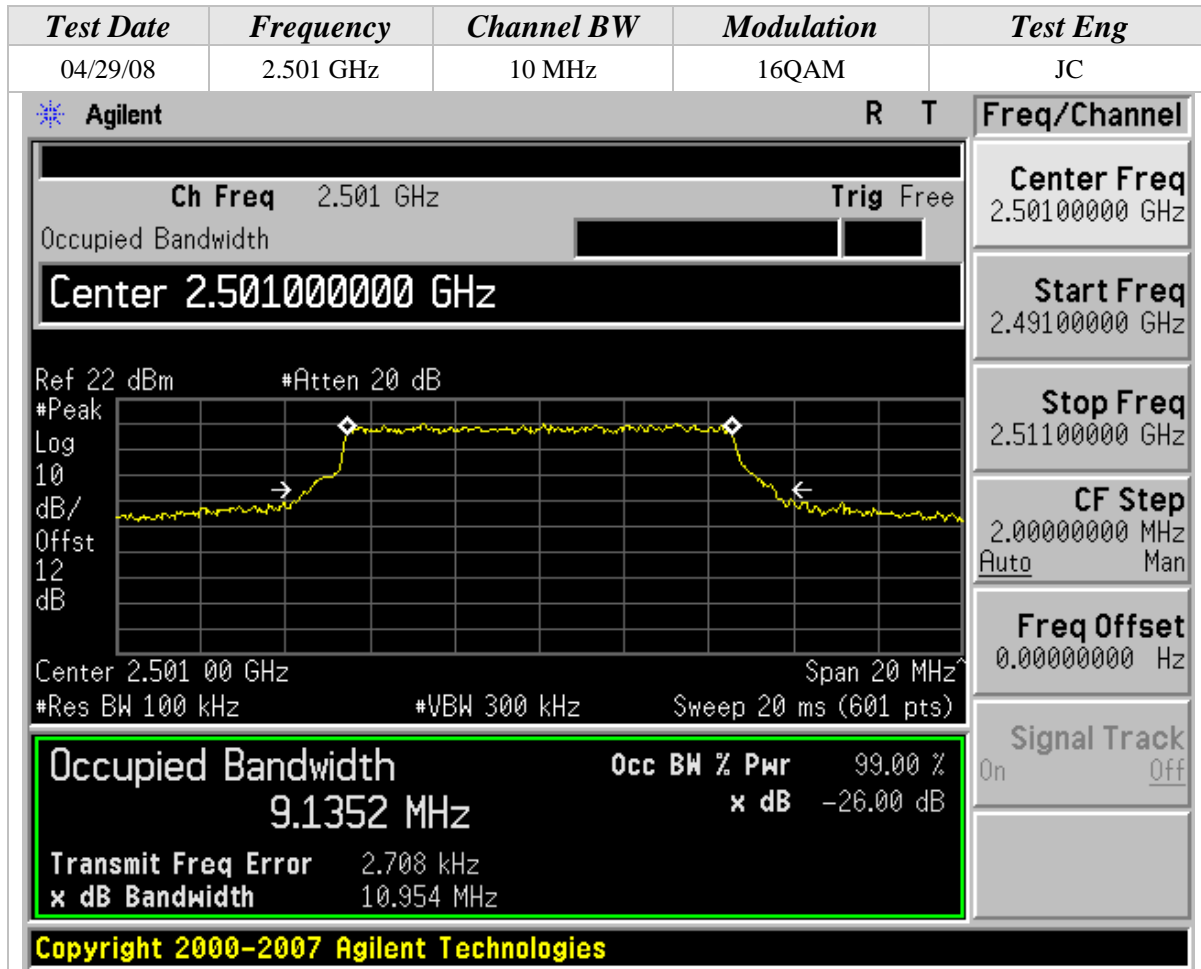 Test Date Frequency Channel BW Modulation Test Eng
04/29/08 2.501 GHz 10 MHz 16QAM JC
Agilent R T
Freq/Channel
Ch Freq 2.501 GHz Trig Free
Occupied Bandwidth
Center 2.501000000 GHz
Ref 22 dBm #Atten 20 dB
#Peak
Log
10
dB/
Offst
12
dB
Center 2.501 00 GHz Span 20 MHz^
#Res BW 100 kHz #VBW 300 kHz Sweep 20 ms (601 pts)
Occupied Bandwidth Occ BW % Pwr 99.00 %
9.1352 MHz x dB -26.00 dB
Transmit Freq Error 2.708 kHz
x dB Bandwidth 10.954 MHz
Center Freq
2.50100000 GHz
Start Freq
2.49100000 GHz
Stop Freq
2.51100000 GHz
CF Step
2.00000000 MHz
Auto Man
Freq Offset
0.00000000 Hz
Signal Track
On Off
Copyright 2000-2007 Agilent Technologies